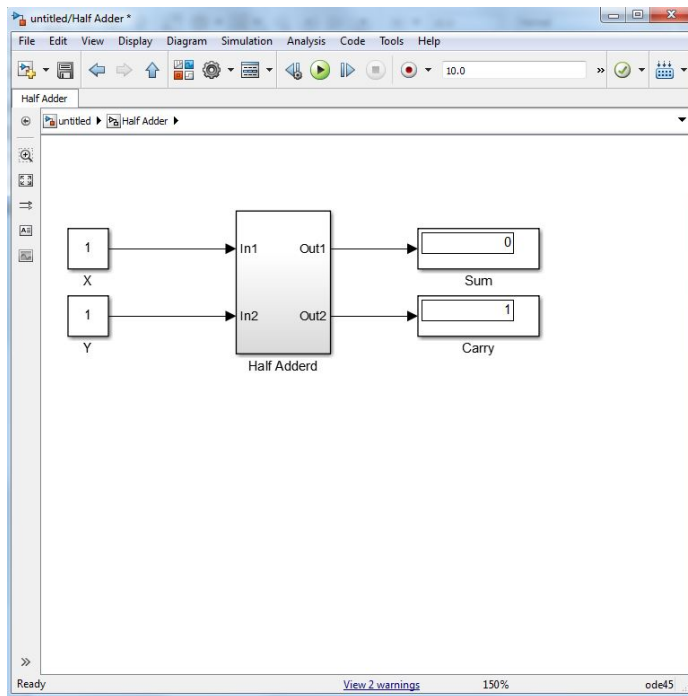 untitled/Half Adder *
File Edit View Display Diagram Simulation Analysis Code Tools Help
10.0 »
Half Adder
untitled Half Adder
1 In1 Out1 0
X Sum
1 In2 Out2 1
Y Carry
Half Adderd
»
Ready View 2 warnings 150% ode45